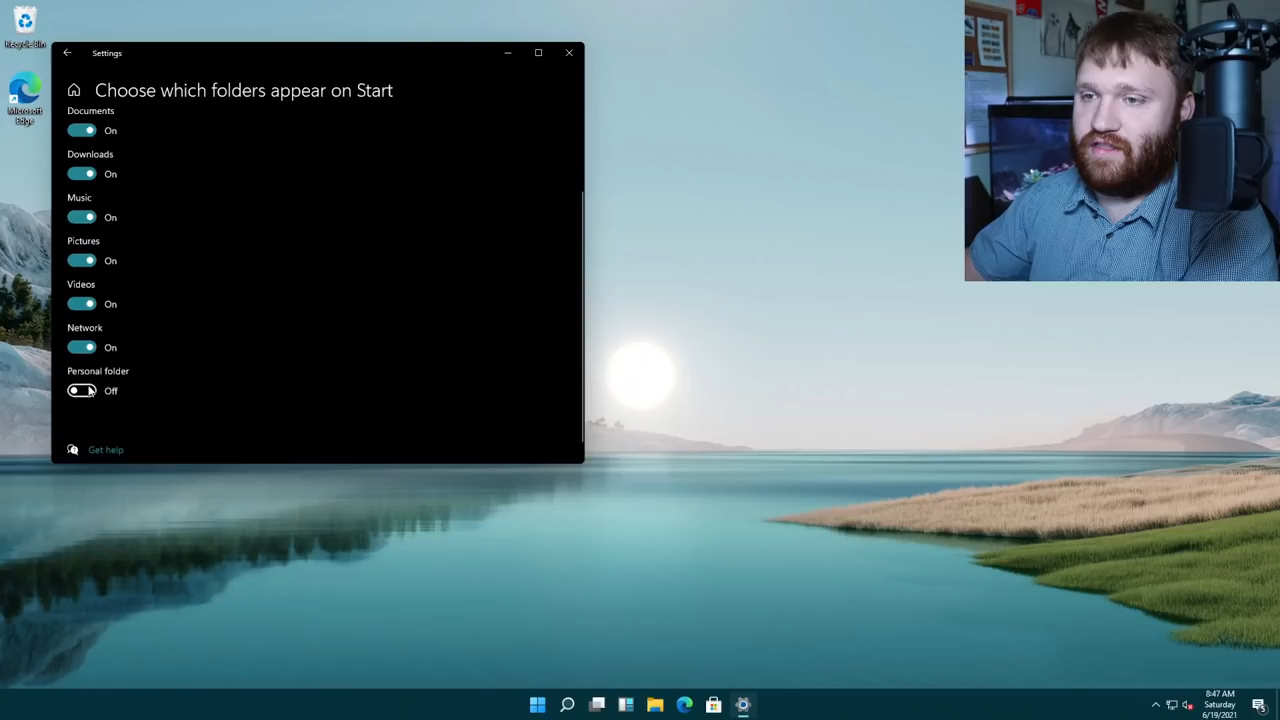 Recycle Bin
Microsoft
Edge
Settings
Choose which folders appear on Start
Documents
On
Downloads
On
Music
On
Pictures
On
Videos
On
Network
On
Personal folder
Off
Get help
8:47 AM
Saturday
6/19/2021
5